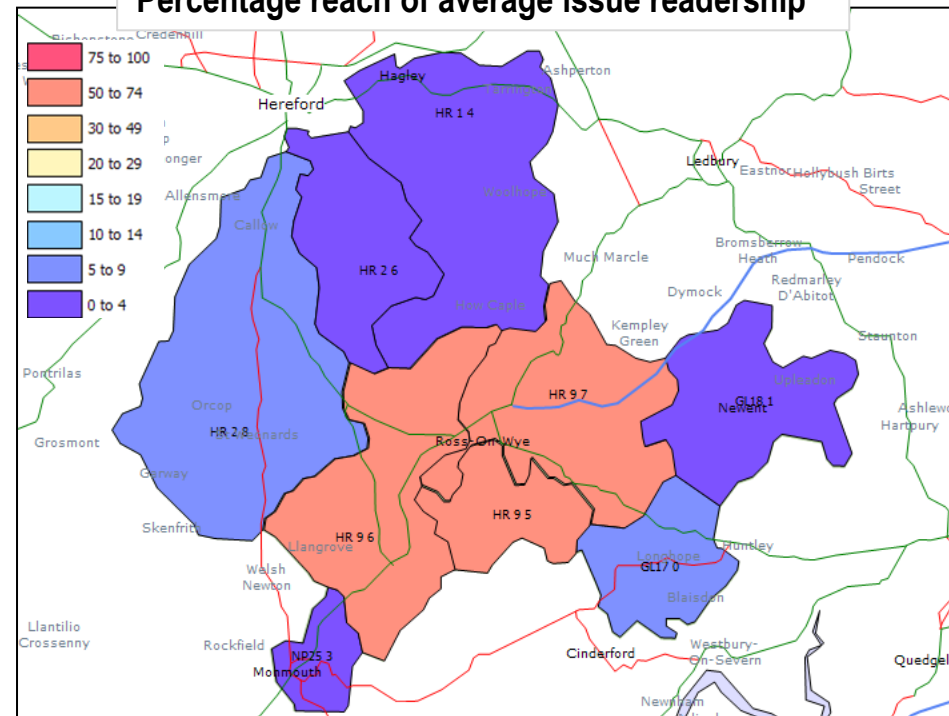 Percentage reach of average issue readership
Credenhill
75 to 100
50 to 74
30 to 49
20 to 29
15 to 19
10 to 14
5 to 9
0 to 4
Hereford
Hagley
Ashperton
Tarrington
HR 1 4
Ledbury
Eastnor
Hollybush
Birts
Street
Allensmore
Woolhope
Callow
Much Marcle
Bromsberrow
Heath
Pendock
HR 2 6
Redmarley
D'Abitot
Dymock
How Caple
Kempley
Green
Staunton
Pontrilas
Upleadon
HR 9 7
GL18 1
Newent
Orcop
HR 2 8
Ross-On-Wye
Grosmont
Hartpury
Garway
HR 9 5
Skenfrith
HR 9 6
Llangrove
Huntley
Longhope
GL17 0
Welsh
Newton
Blaisdon
Llantilio
Crossenny
Rockfield
NP25 3
Monmouth
Cinderford
Westbury-
On-Severn
Quedgel
Newnham